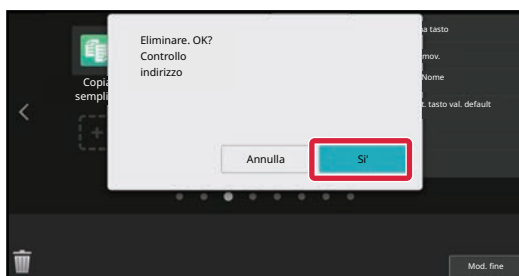 Eliminare. OK?
Controllo
indirizzo
Annulla
Si'
Copia
sempli
a tasto
mov.
Nome
t. tasto val. default
Mod. fine